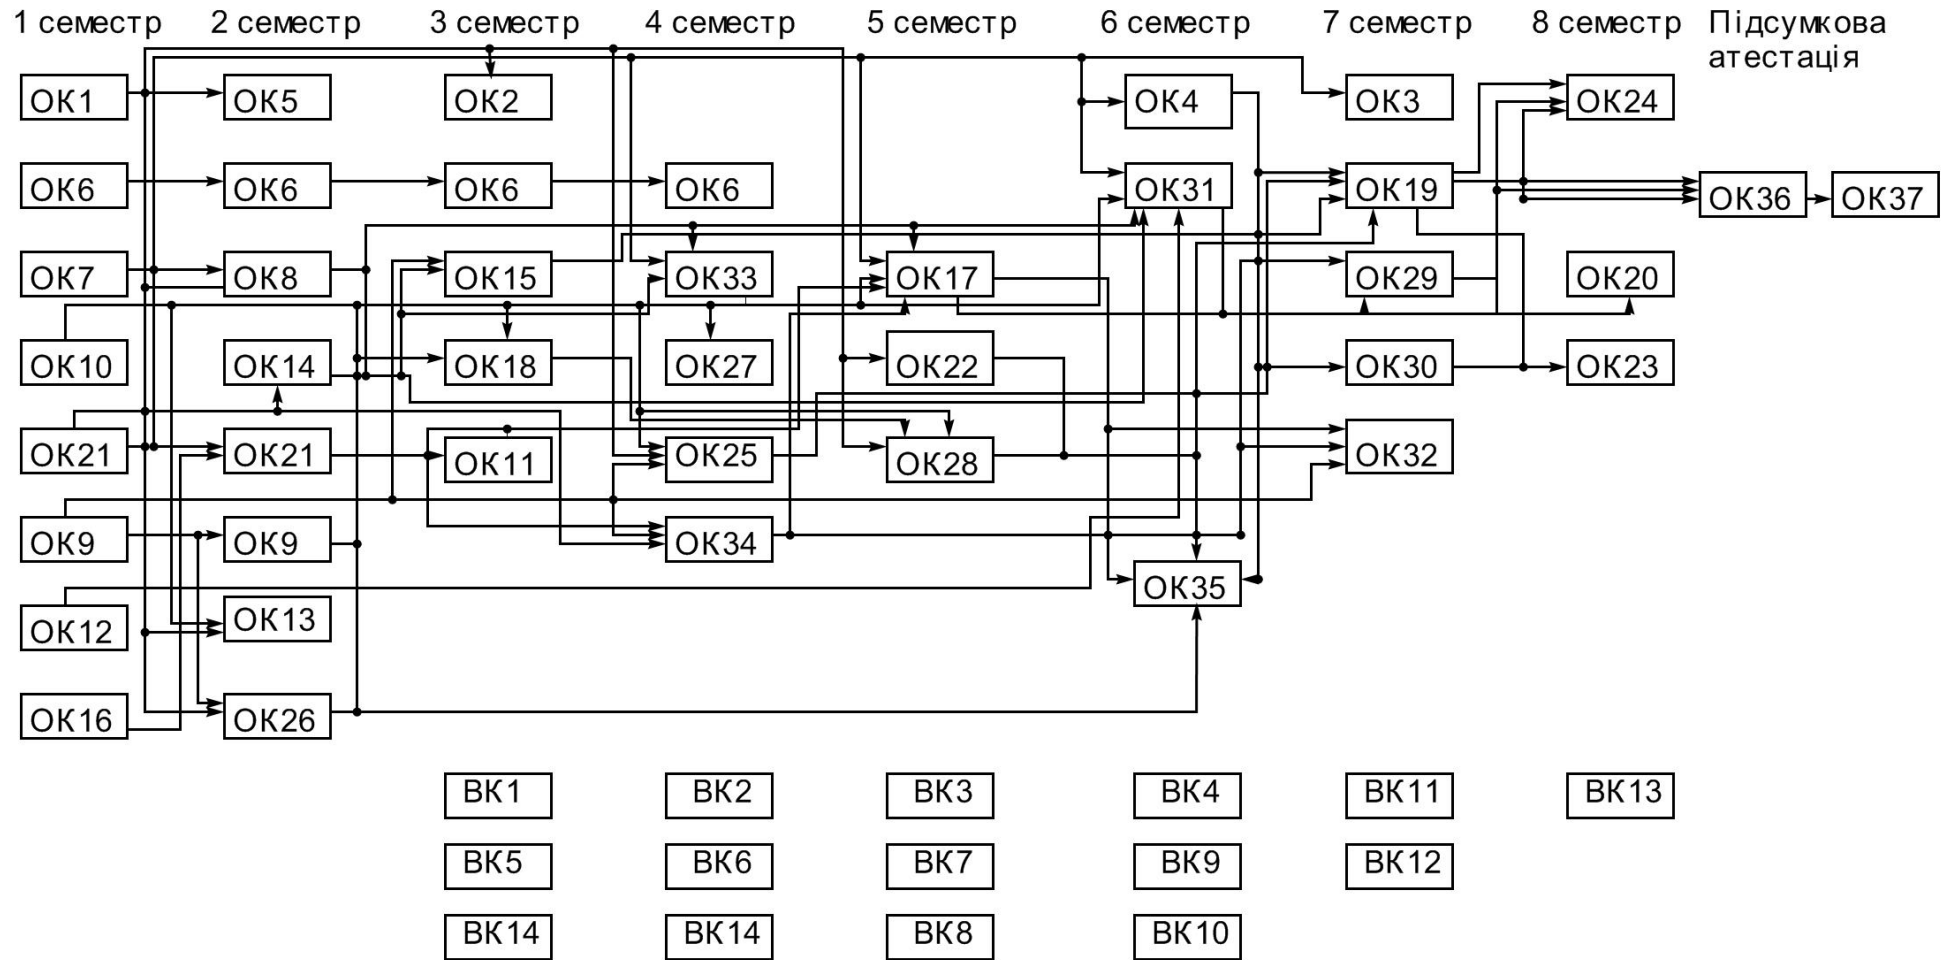 1 семестр 2 семестр 3 семестр 4 семестр 5 семестр 6 семестр 7 семестр 8 семестр Підсумкова
атестація
ОК1 ОК5 ОК2 ОК4 ОК3 ОК24
ОК6 ОК6 ОК6 ОК6 ОК31 ОК19 ОК36 ОК37
ОК7 ОК8 ОК15 ОК33 ОК17 ОК29 ОК20
ОК10 ОК14 ОК18 ОК27 ОК22 ОК30 ОК23
ОК21 ОК21 ОК11 ОК25 ОК28 ОК32
ОК9 ОК9 ОК34
ОК35
ОК12 ОК13
ОК16 ОК26
ВК1 ВК2 ВК3 ВК4 ВК11 ВК13
ВК5 ВК6 ВК7 ВК9 ВК12
ВК14 ВК14 ВК8 ВК10